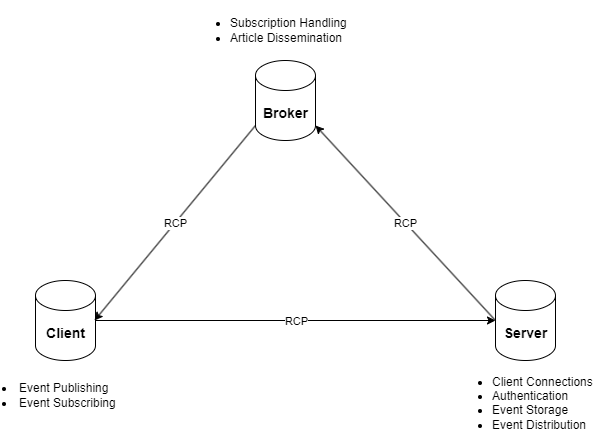 Subscription Handling
Article Dissemination
Broker
RCP
RCP
RCP
Client
Server
Event Publishing
Event Subscribing
Client Connections
Authentication
Event Storage
Event Distribution